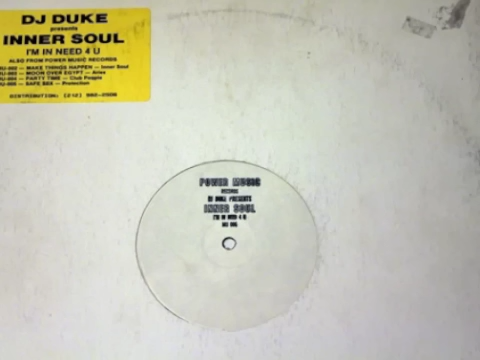 DJ DUKE
presents
INNER SOUL
I'M IN NEED 4 U
ALSO FROM POWER MUSIC RECORDS
MAKE THINGS HAPPEN — Inner Soul
MOON OVER EGYPT — Aries
PARTY TIME — Club People
SAFE SEX — Protection
DISTRIBUTION: (212)
POWER MUSIC
RECORDS
DJ DUKE PRESENTS
INNER SOUL
I'M IN NEED 4 U